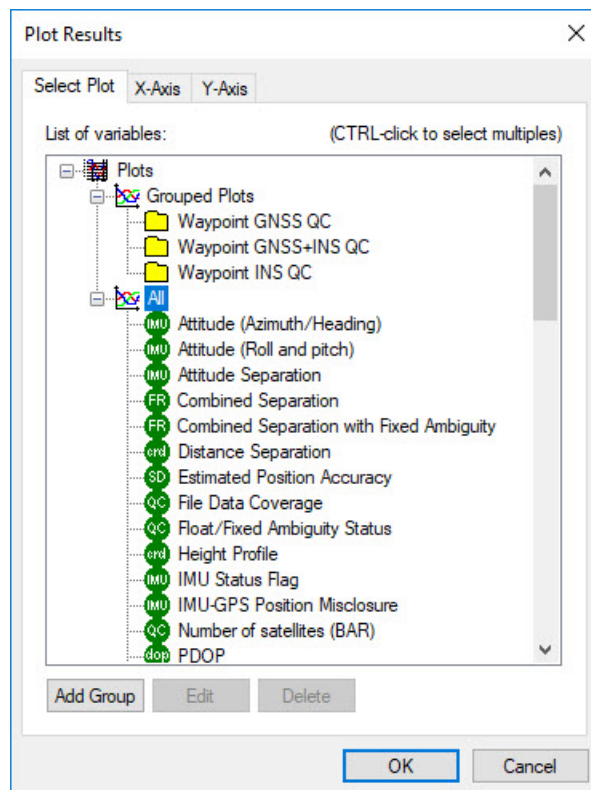 Plot Results
Select Plot X-Axis Y-Axis
List of variables: (CTRL-click to select multiples)
Plots
Grouped Plots
Waypoint GNSS QC
Waypoint GNSS+INS QC
Waypoint INS QC
All
IMU Attitude (Azimuth/Heading)
IMU Attitude (Roll and pitch)
IMU Attitude Separation
FR Combined Separation
FR Combined Separation with Fixed Ambiguity
crd Distance Separation
SD Estimated Position Accuracy
QC File Data Coverage
QC Float/Fixed Ambiguity Status
crd Height Profile
IMU IMU Status Flag
IMU IMU-GPS Position Misclosure
QC Number of satellites (BAR)
dop PDOP
Add Group Edit Delete
OK Cancel